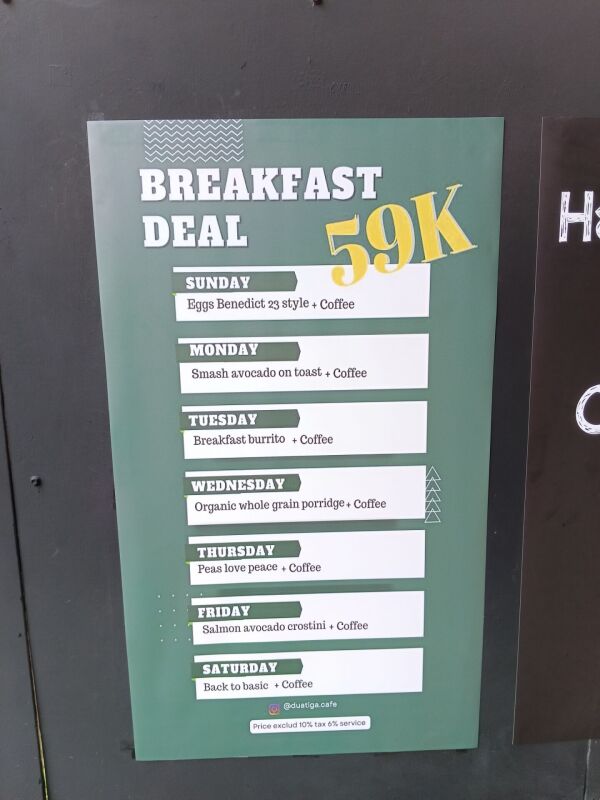 BREAKFAST
DEAL
59K
SUNDAY
Eggs Benedict 23 style + Coffee
MONDAY
Smash avocado on toast + Coffee
TUESDAY
Breakfast burrito + Coffee
WEDNESDAY
Organic whole grain porridge + Coffee
THURSDAY
Peas love peace + Coffee
FRIDAY
Salmon avocado crostini + Coffee
SATURDAY
Back to basic + Coffee
@duatiga.cafe
Price exclud 10% tax 6% service